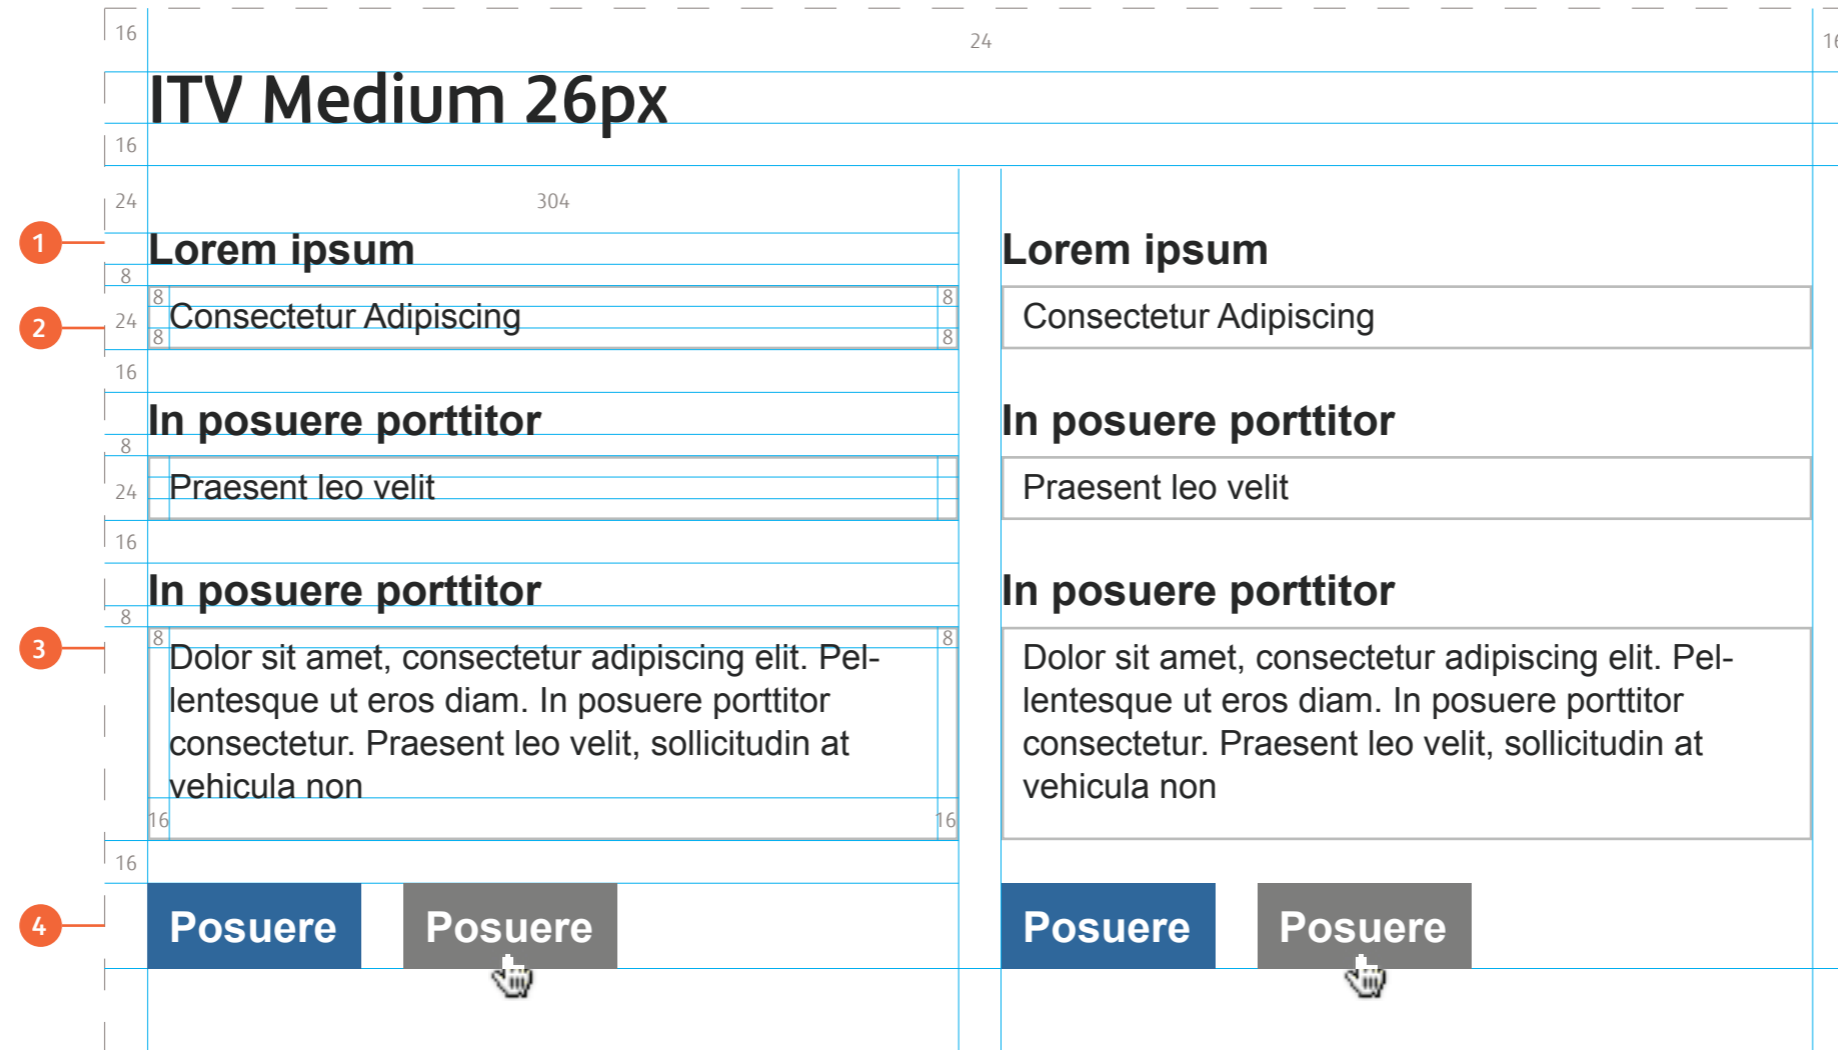 16
24
16
ITV Medium 26px
16
24
304
1
Lorem ipsum
Lorem ipsum
8
8
8
2
24
Consectetur Adipiscing
Consectetur Adipiscing
8
8
16
In posuere porttitor
In posuere porttitor
8
24
Praesent leo velit
Praesent leo velit
16
In posuere porttitor
In posuere porttitor
8
8
8
3
Dolor sit amet, consectetur adipiscing elit. Pel-
lentesque ut eros diam. In posuere porttitor
consectetur. Praesent leo velit, sollicitudin at
vehicula non
16
16
Dolor sit amet, consectetur adipiscing elit. Pel-
lentesque ut eros diam. In posuere porttitor
consectetur. Praesent leo velit, sollicitudin at
vehicula non
16
4
Posuere
Posuere
Posuere
Posuere